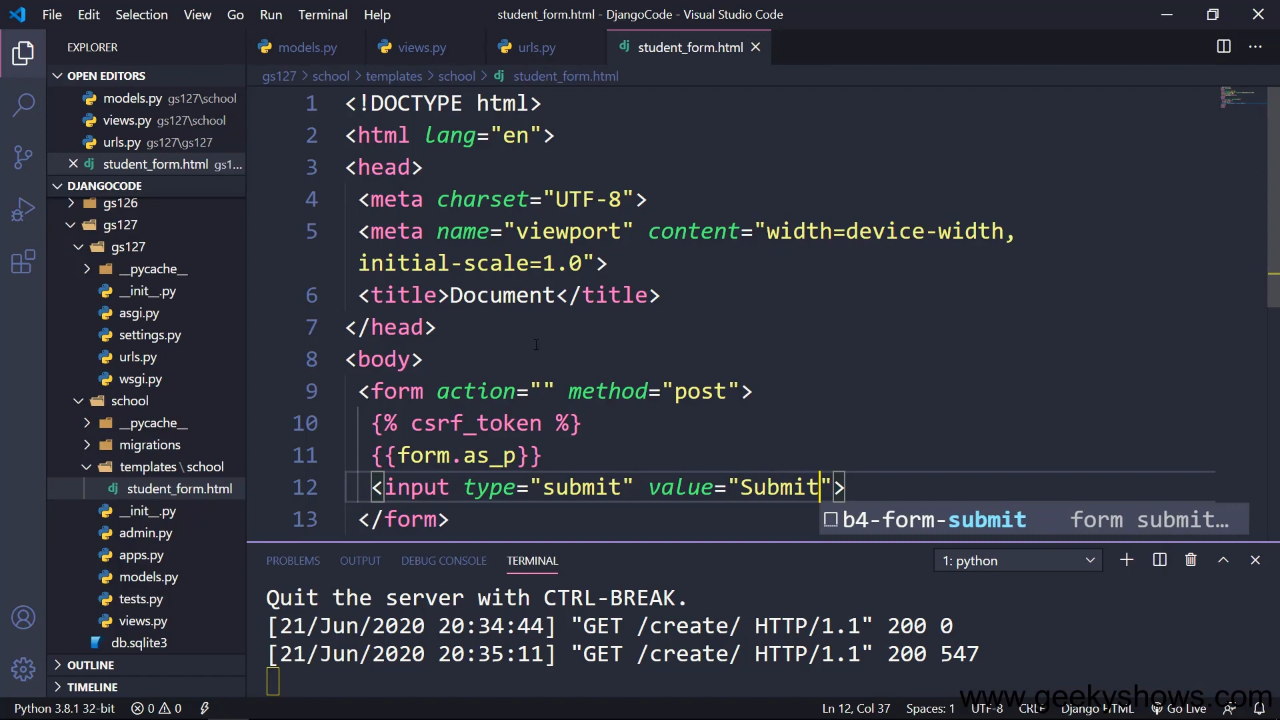 File Edit Selection View Go Run Terminal Help
student_form.html - DjangoCode - Visual Studio Code
EXPLORER
models.py
views.py
urls.py
student_form.html
OPEN EDITORS
gs127 > school > templates > school > student_form.html
models.py gs127\school
views.py gs127\school
urls.py gs127\gs127
student_form.html gs1...
DJANGOCODE
gs126
gs127
gs127
__pycache__
__init__.py
asgi.py
settings.py
urls.py
wsgi.py
school
__pycache__
migrations
templates \ school
student_form.html
__init__.py
admin.py
apps.py
models.py
tests.py
views.py
db.sqlite3
OUTLINE
TIMELINE
1 <!DOCTYPE html>
2 <html lang="en">
3 <head>
4 <meta charset="UTF-8">
5 <meta name="viewport" content="width=device-width,
initial-scale=1.0">
6 <title>Document</title>
7 </head>
8 <body>
9 <form action="" method="post">
10 {% csrf_token %}
11 {{form.as_p}}
12 <input type="submit" value="Submit">
13 </form>
b4-form-submit form submit...
PROBLEMS OUTPUT DEBUG CONSOLE TERMINAL
1: python
Quit the server with CTRL-BREAK.
[21/Jun/2020 20:34:44] "GET /create/ HTTP/1.1" 200 0
[21/Jun/2020 20:35:11] "GET /create/ HTTP/1.1" 200 547
www.geekyshows.com
Python 3.8.1 32-bit 0 0
Ln 12, Col 37 Spaces: 1 UTF-8 CRLF Django HTML Go Live